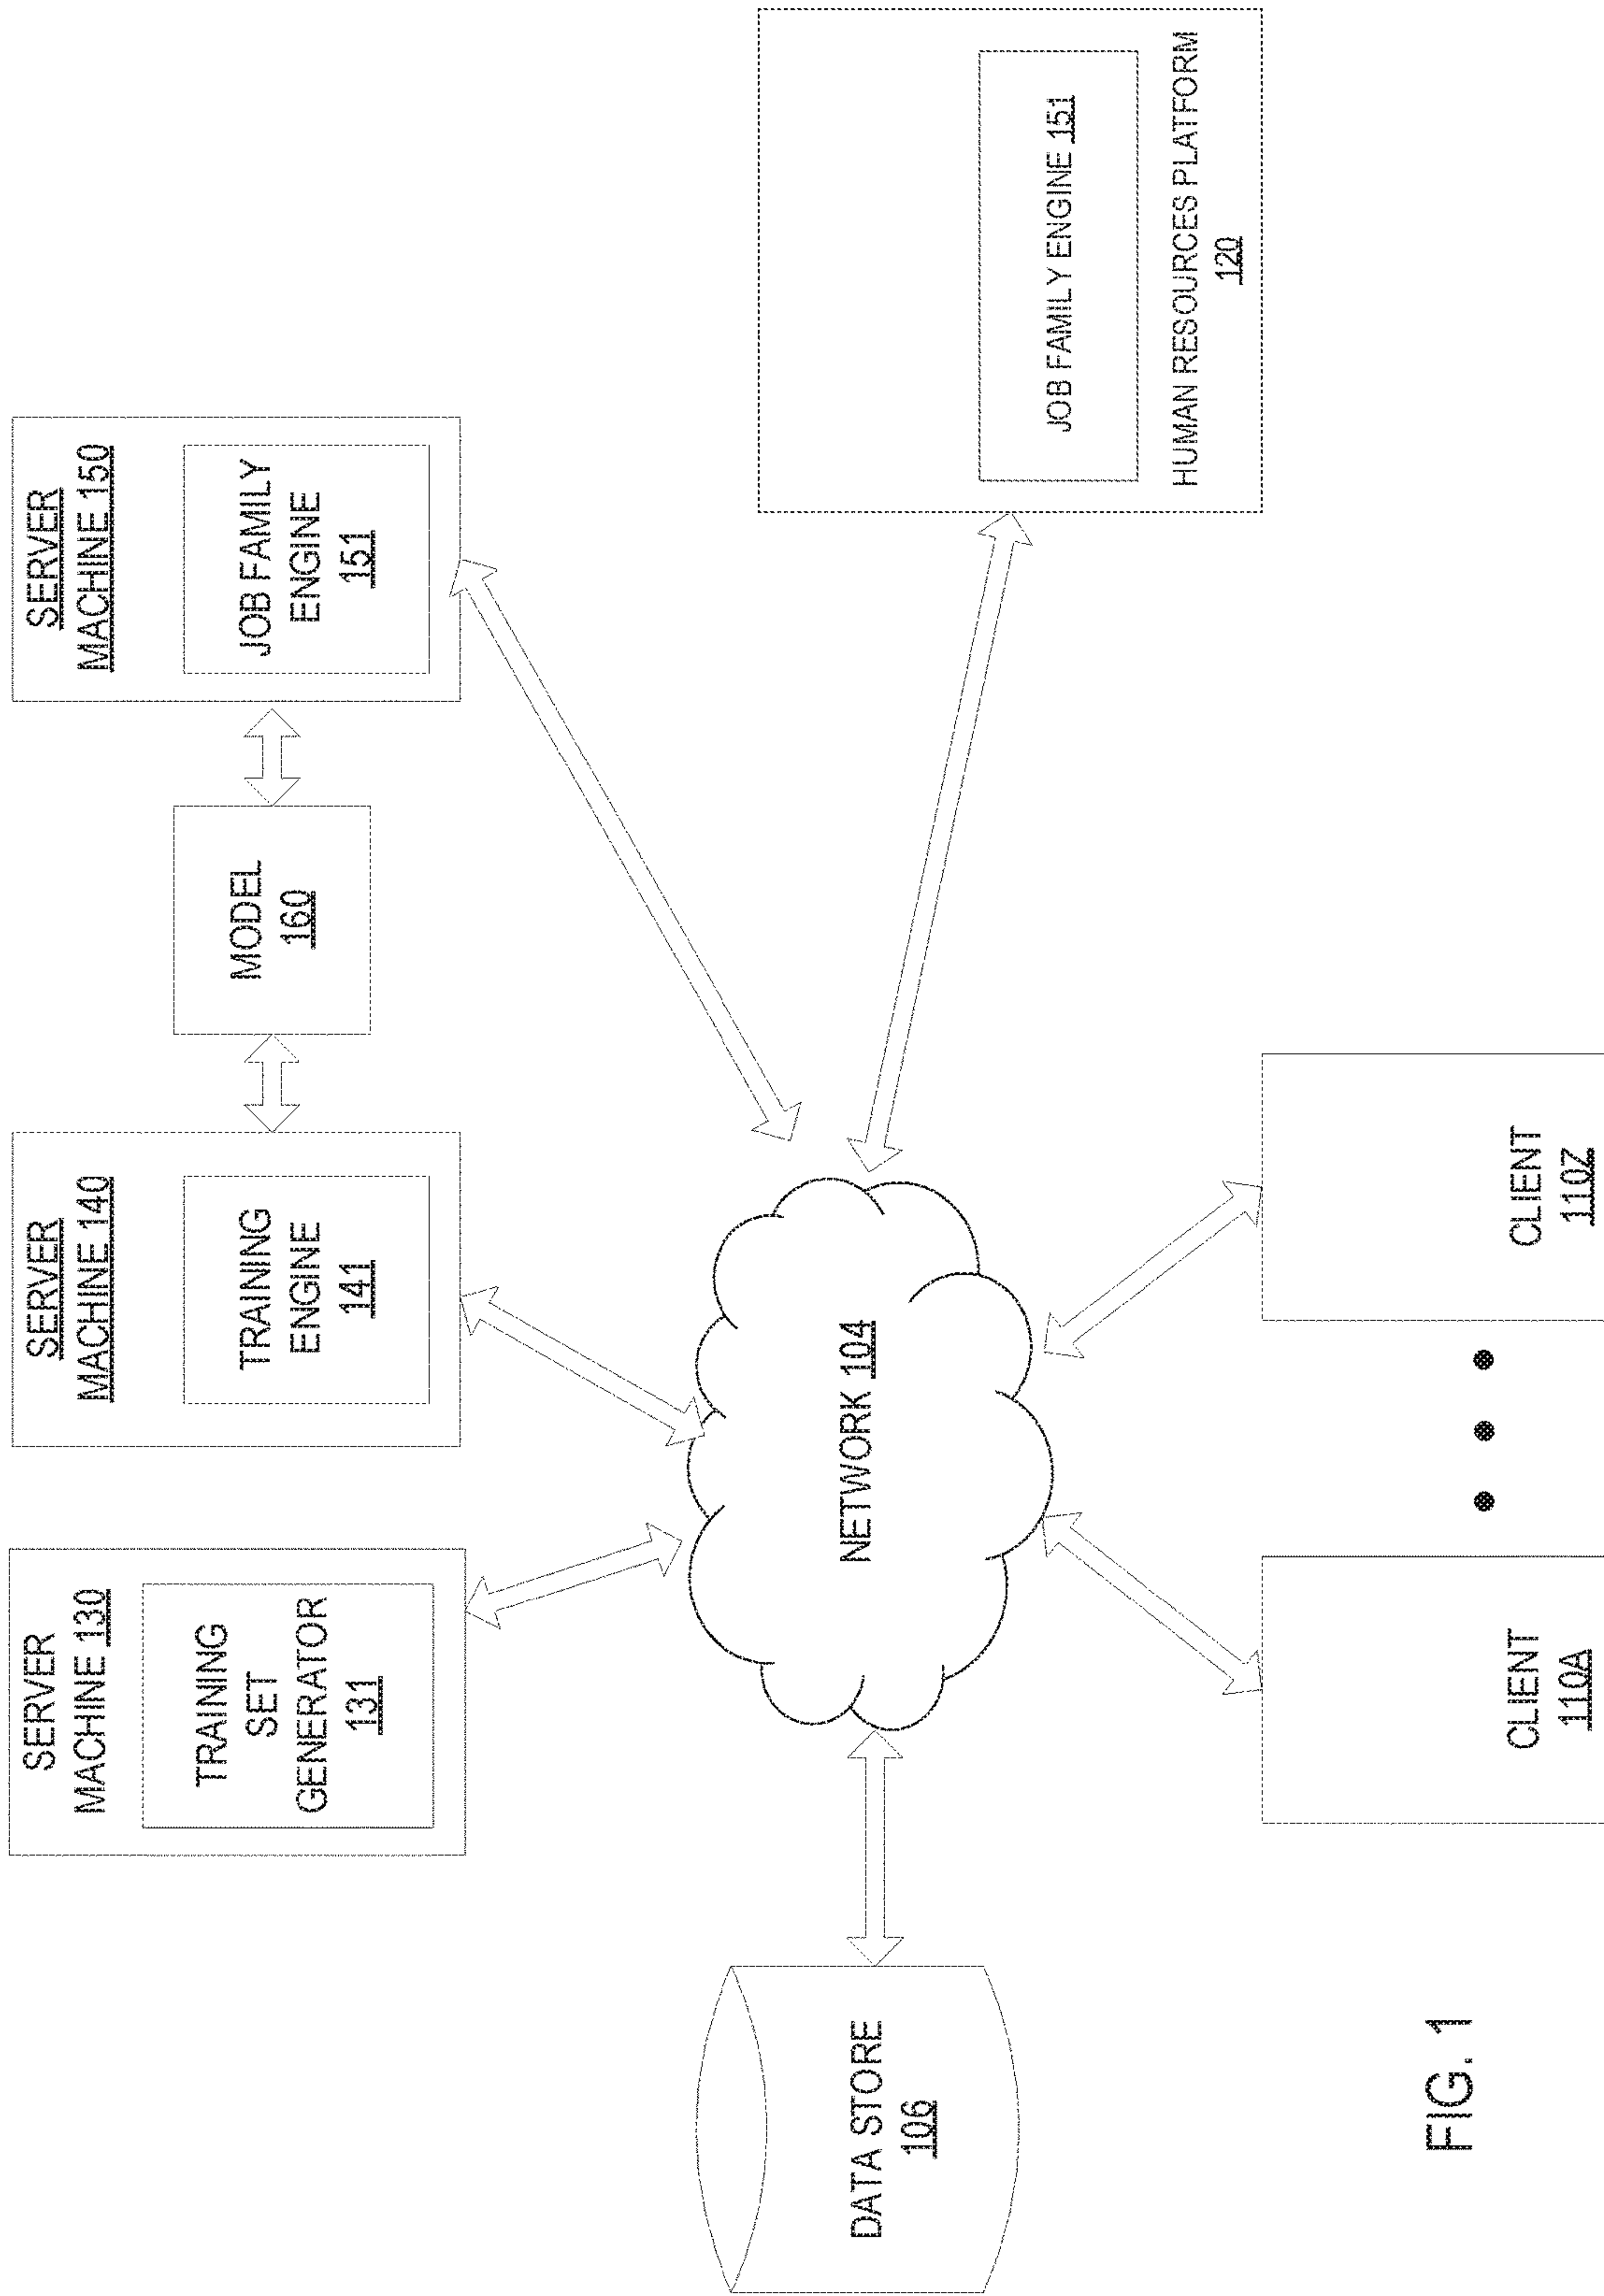 SERVER
MACHINE 130
TRAINING
SET
GENERATOR
131
SERVER
MACHINE 140
TRAINING
ENGINE
141
MODEL
160
SERVER
MACHINE 150
JOB FAMILY
ENGINE
151
DATA STORE
106
NETWORK 104
JOB FAMILY ENGINE 151
HUMAN RESOURCES PLATFORM
120
CLIENT
110A
CLIENT
110Z
FIG. 1